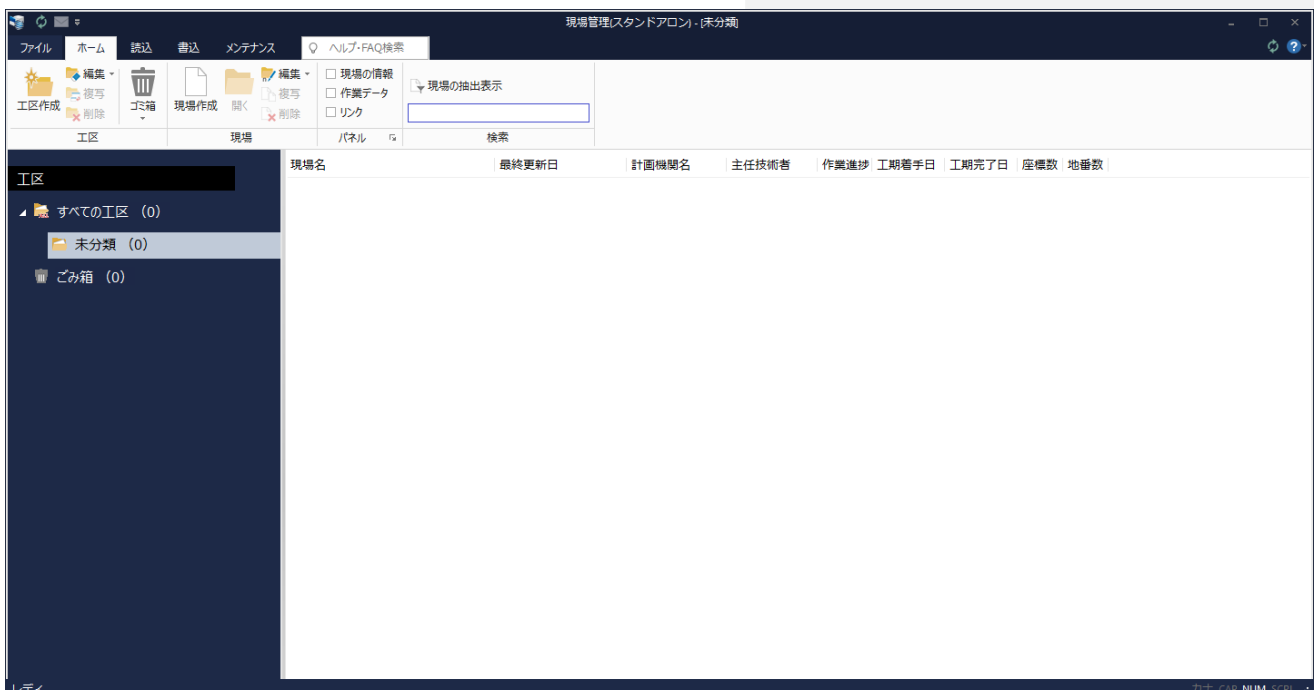 現場管理(スタンドアロン) - [未分類]
ファイル ホーム 読込 書込 メンテナンス ヘルプ・FAQ検索
工区作成 編集 複写 削除 ゴミ箱
工区
現場作成 開く 編集 複写 削除
現場
現場の情報
作業データ
リンク
パネル
現場の抽出表示
検索
工区
すべての工区 (0)
未分類 (0)
ごみ箱 (0)
現場名 最終更新日 計画機関名 主任技術者 作業進捗 工期着手日 工期完了日 座標数 地番数
レディ
カナ CAP NUM SCRL